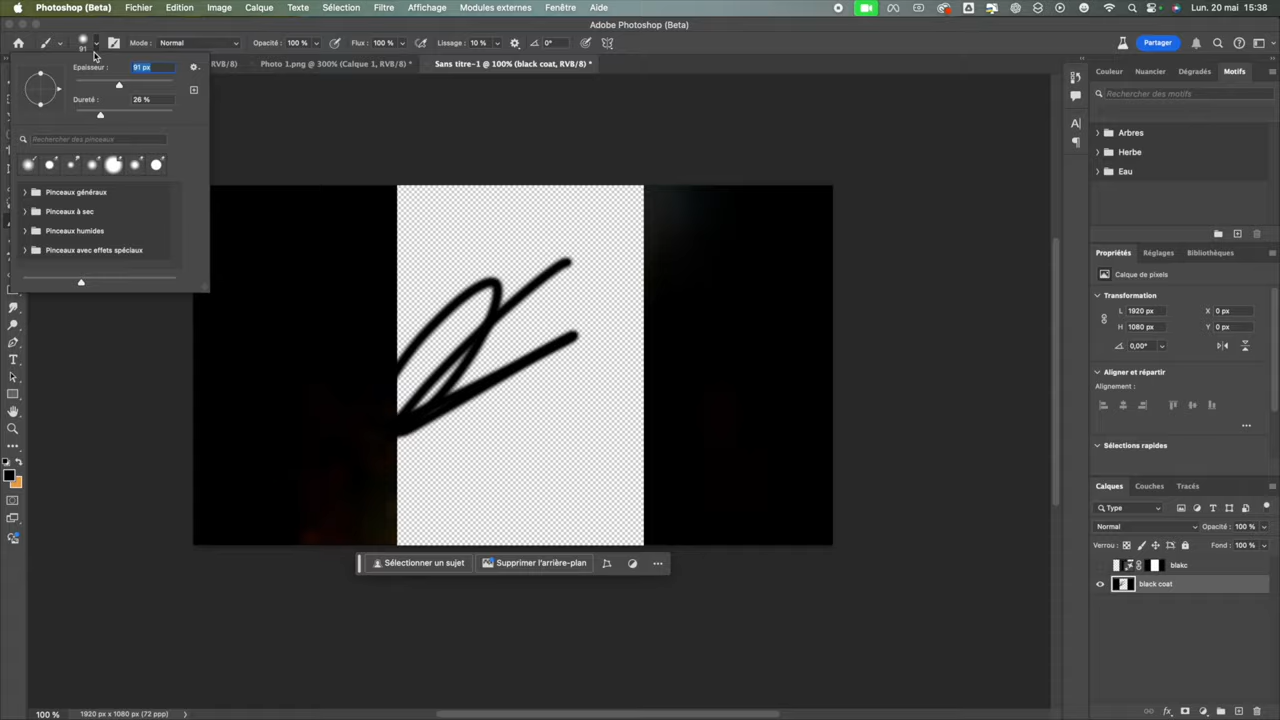 Photoshop (Beta) Fichier Edition Image Calque Texte Sélection Filtre Affichage Modules externes Fenêtre Aide Lun. 20 mai 15:38
Adobe Photoshop (Beta)
91 Mode : Normal Opacité : 100 % Flux : 100 % Lissage : 10 % 0° Partager
RVB/8) Photo 1.png @ 300% (Calque 1, RVB/8) * Sans titre-1 @ 100% (black coat, RVB/8) *
Epaisseur : 91 px
Dureté : 26 %
Rechercher des pinceaux
Pinceaux généraux
Pinceaux à sec
Pinceaux humides
Pinceaux avec effets spéciaux
Sélectionner un sujet Supprimer l'arrière-plan
Couleur Nuancier Dégradés Motifs
Rechercher des motifs
Arbres
Herbe
Eau
Propriétés Réglages Bibliothèques
Calque de pixels
Transformation
L 1920 px X 0 px
H 1080 px Y 0 px
0,00°
Aligner et répartir
Alignement :
Sélections rapides
Calques Couches Tracés
Type
Normal Opacité : 100 %
Verrou : Fond : 100 %
blakc
black coat
100 % 1920 px x 1080 px (72 ppp)